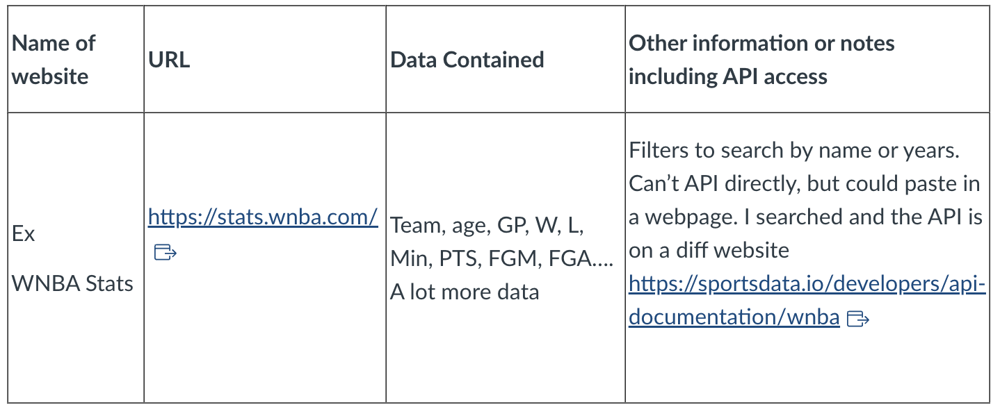 Name of
website
URL
Data Contained
Other information or notes
including API access
Ex
WNBA Stats
https://stats.wnba.com/
Team, age, GP, W, L,
Min, PTS, FGM, FGA....
A lot more data
Filters to search by name or years.
Can’t API directly, but could paste in
a webpage. I searched and the API is
on a diff website
https://sportsdata.io/developers/api-
documentation/wnba